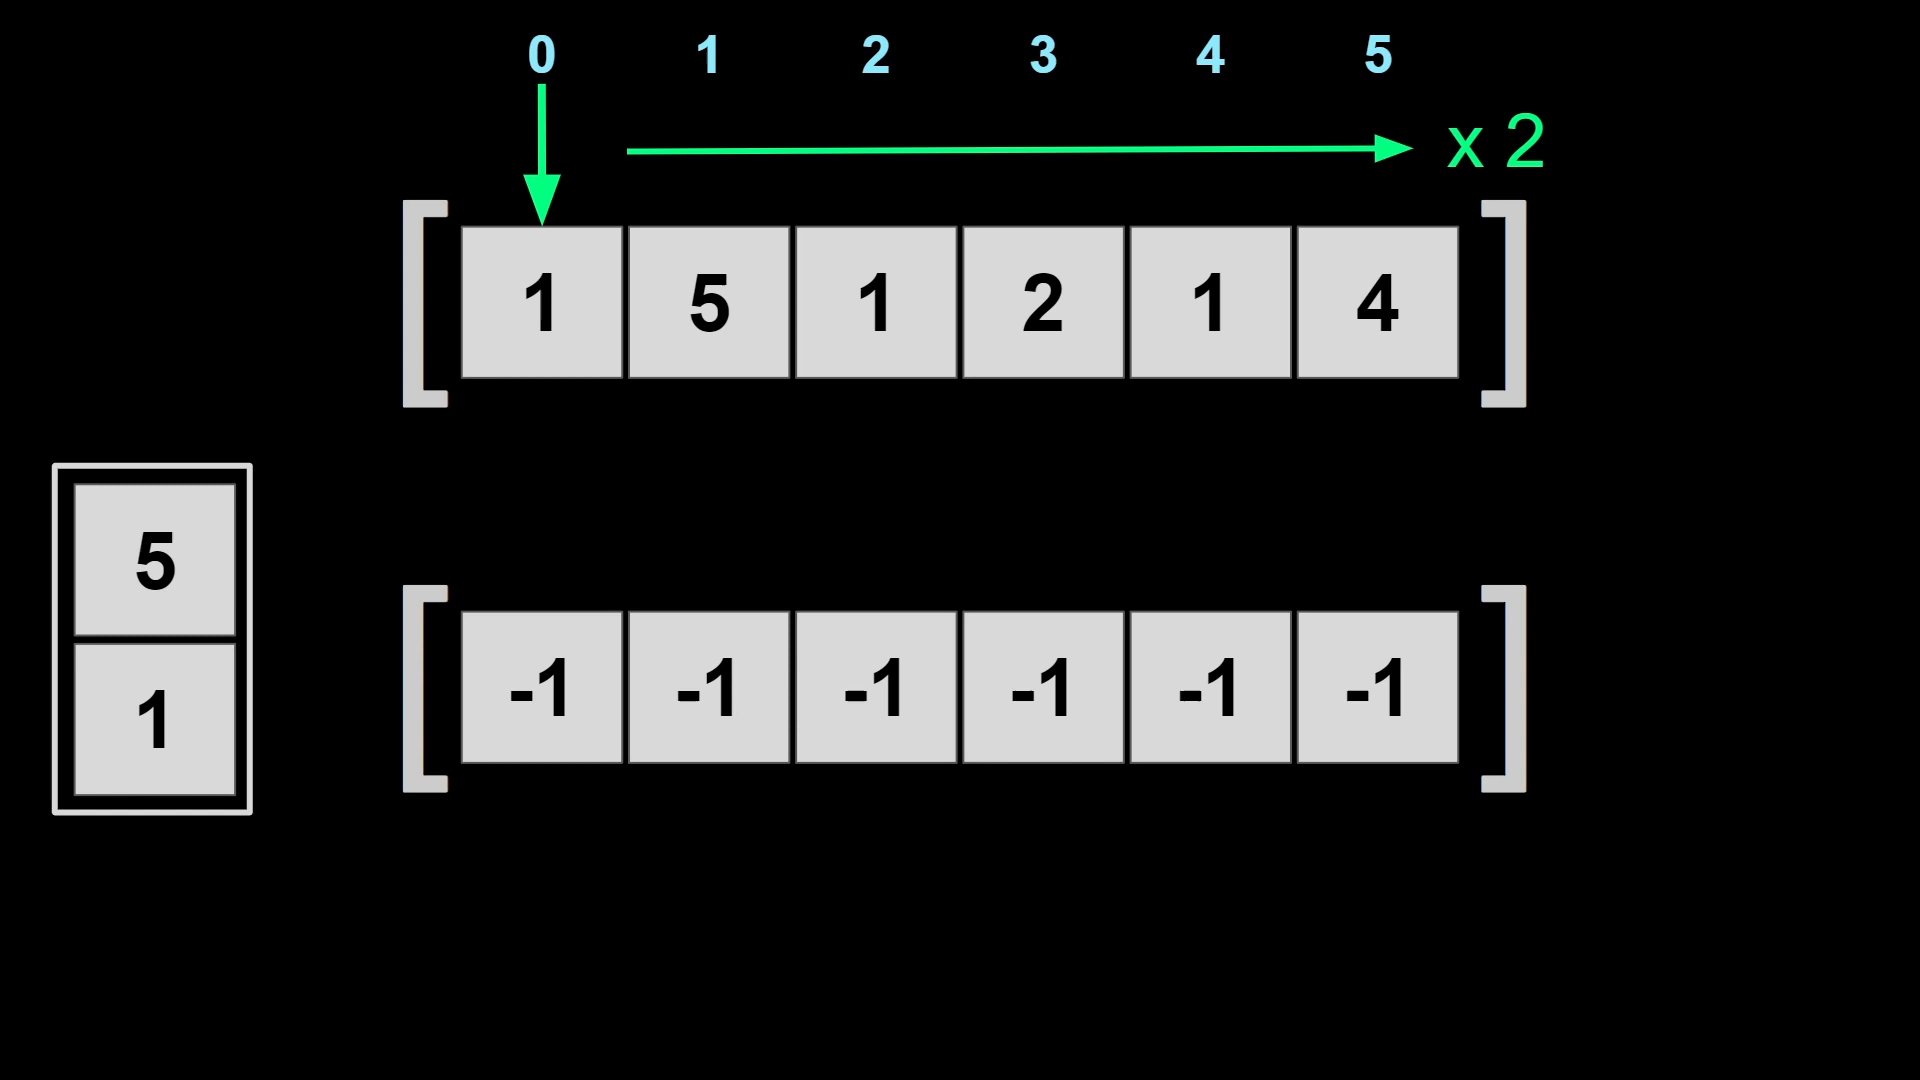 0 1 2 3 4 5
x 2
[ 1 5 1 2 1 4 ]
5
1
[ -1 -1 -1 -1 -1 -1 ]